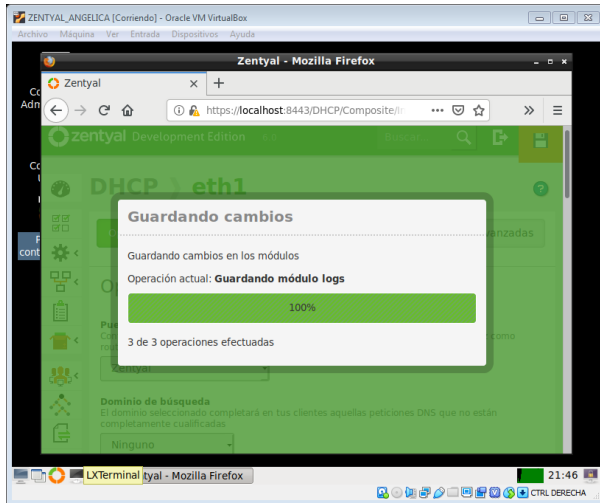 ZENTYAL_ANGELICA [Corriendo] - Oracle VM VirtualBox
Archivo Máquina Ver Entrada Dispositivos Ayuda
Zentyal - Mozilla Firefox
Zentyal
https://localhost:8443/DHCP/Composite/
zentyal Development Edition
Buscar
DHCP eth1
Guardando cambios
Guardando cambios en los módulos
Operación actual: Guardando módulo logs
100%
3 de 3 operaciones efectuadas
Zentyal
Dominio de búsqueda
El dominio seleccionado completará en tus clientes aquellas peticiones DNS que no están
completamente cualificadas
Ninguno
LXTerminal tyal - Mozilla Firefox
21:46
CTRL DERECHA